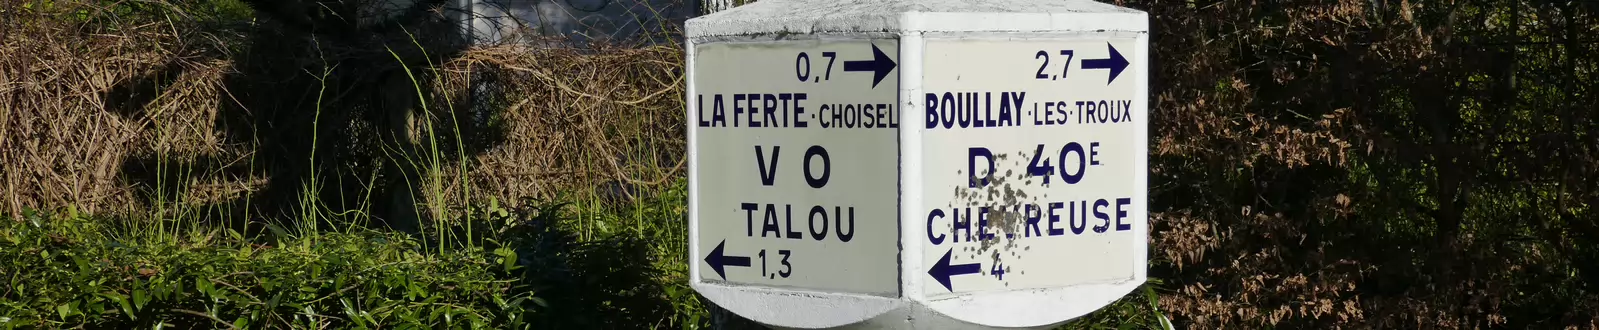 0,7
LA FERTE·CHOISEL
V O
TALOU
1,3
2,7
BOULLAY·LES·TROUX
D 40E
CHEVREUSE
4